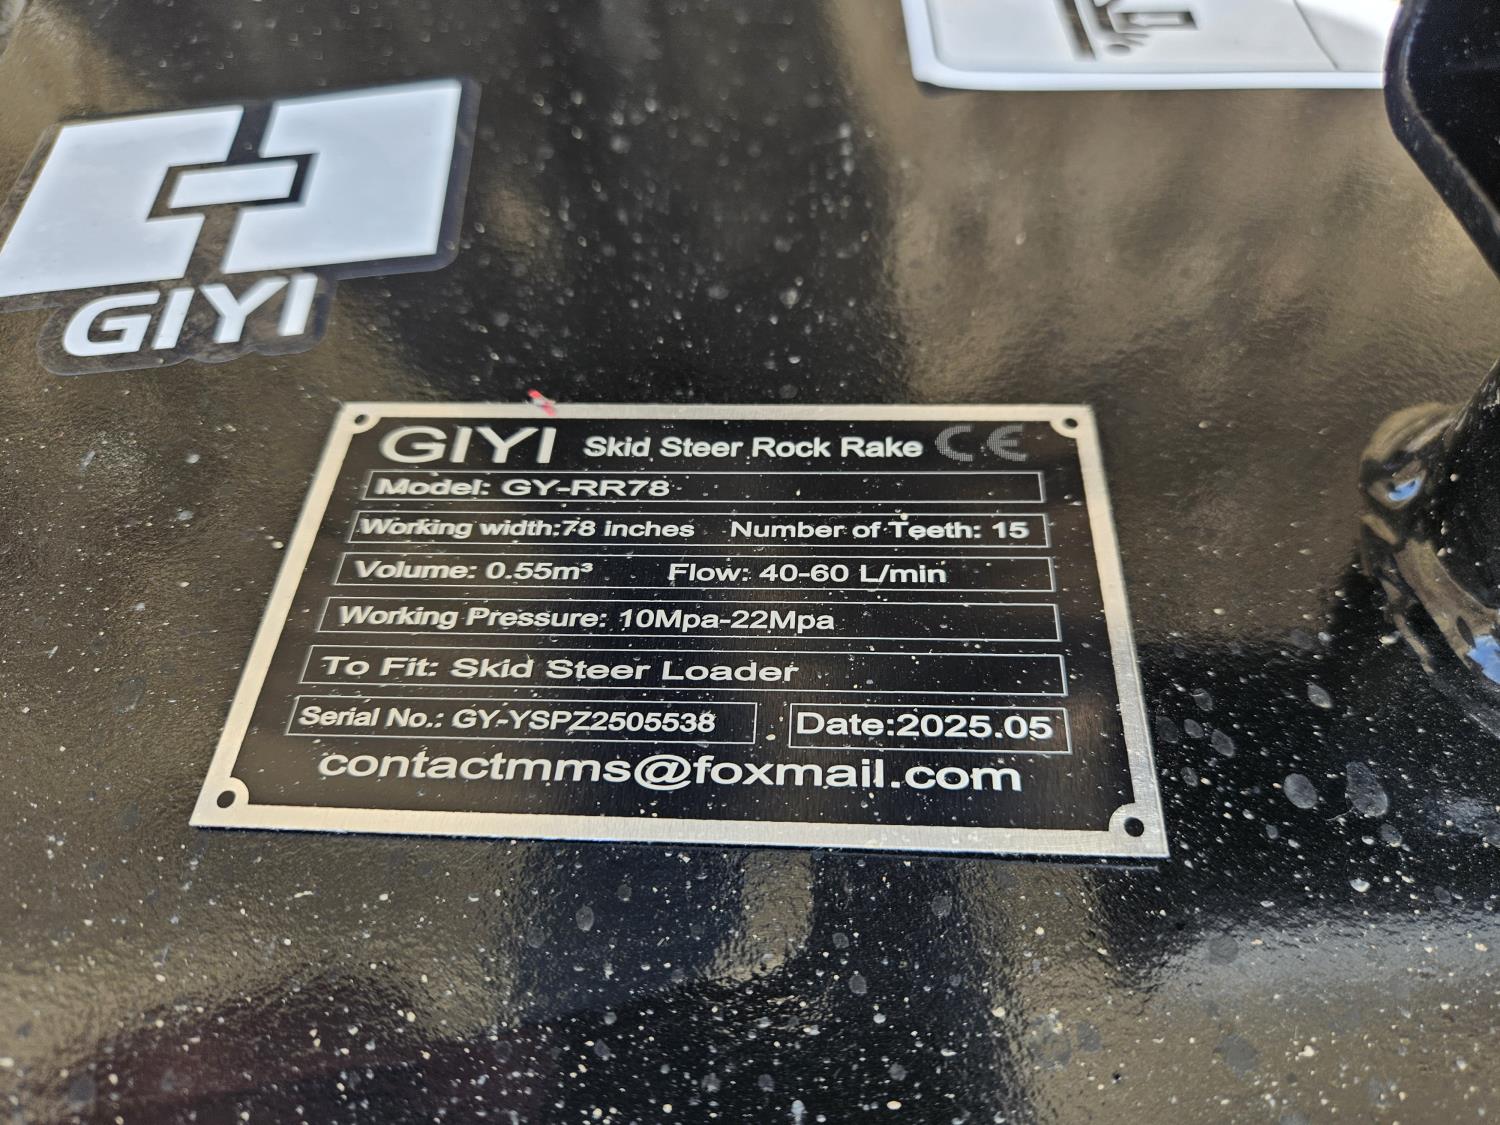 GIYI
GIYI Skid Steer Rock Rake CE
Model: GY-RR78
Working width:78 inches Number of Teeth: 15
Volume: 0.55m³ Flow: 40-60 L/min
Working Pressure: 10Mpa-22Mpa
To Fit: Skid Steer Loader
Serial No.: GY-YSPZ2505538 Date:2025.05
contactmms@foxmail.com